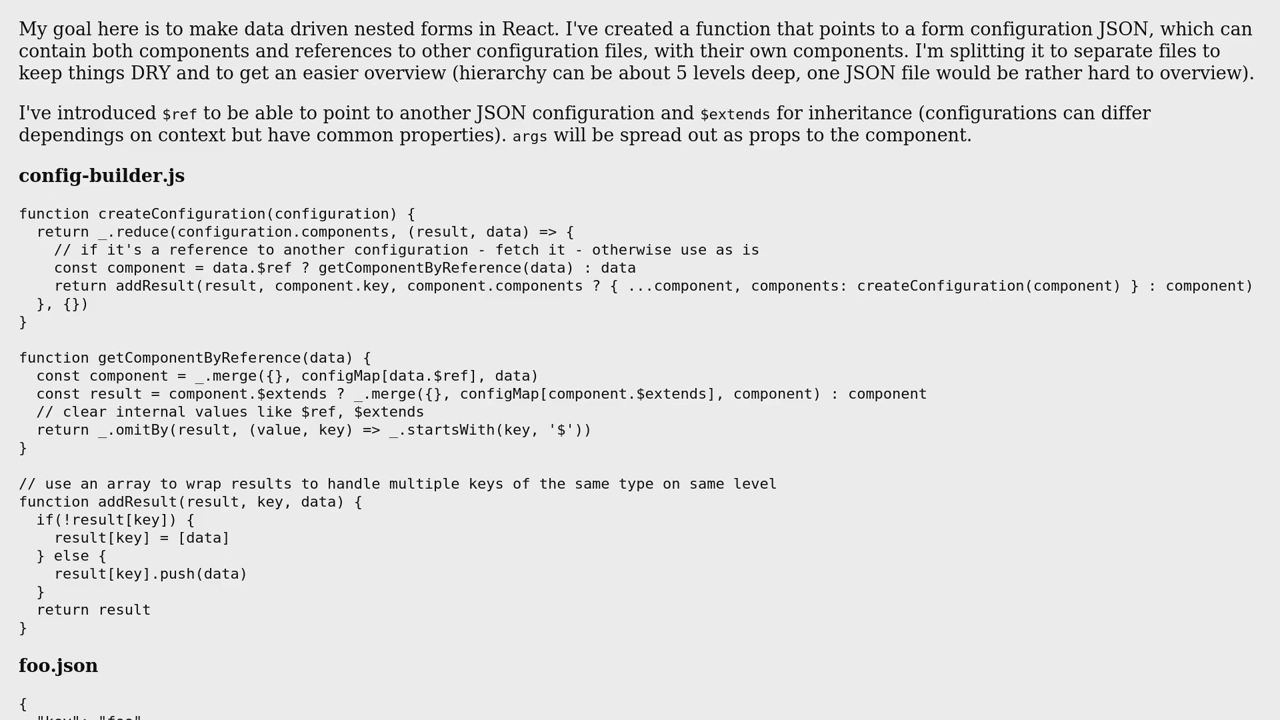 My goal here is to make data driven nested forms in React. I've created a function that points to a form configuration JSON, which can
contain both components and references to other configuration files, with their own components. I'm splitting it to separate files to
keep things DRY and to get an easier overview (hierarchy can be about 5 levels deep, one JSON file would be rather hard to overview).
I've introduced $ref to be able to point to another JSON configuration and $extends for inheritance (configurations can differ
dependings on context but have common properties). args will be spread out as props to the component.
config-builder.js
function createConfiguration(configuration) {
  return _.reduce(configuration.components, (result, data) => {
    // if it's a reference to another configuration - fetch it - otherwise use as is
    const component = data.$ref ? getComponentByReference(data) : data
    return addResult(result, component.key, component.components ? { ...component, components: createConfiguration(component) } : component)
  }, {})
}
function getComponentByReference(data) {
  const component = _.merge({}, configMap[data.$ref], data)
  const result = component.$extends ? _.merge({}, configMap[component.$extends], component) : component
  // clear internal values like $ref, $extends
  return _.omitBy(result, (value, key) => _.startsWith(key, '$'))
}
// use an array to wrap results to handle multiple keys of the same type on same level
function addResult(result, key, data) {
  if(!result[key]) {
    result[key] = [data]
  } else {
    result[key].push(data)
  }
  return result
}
foo.json
{
  "key": "foo"